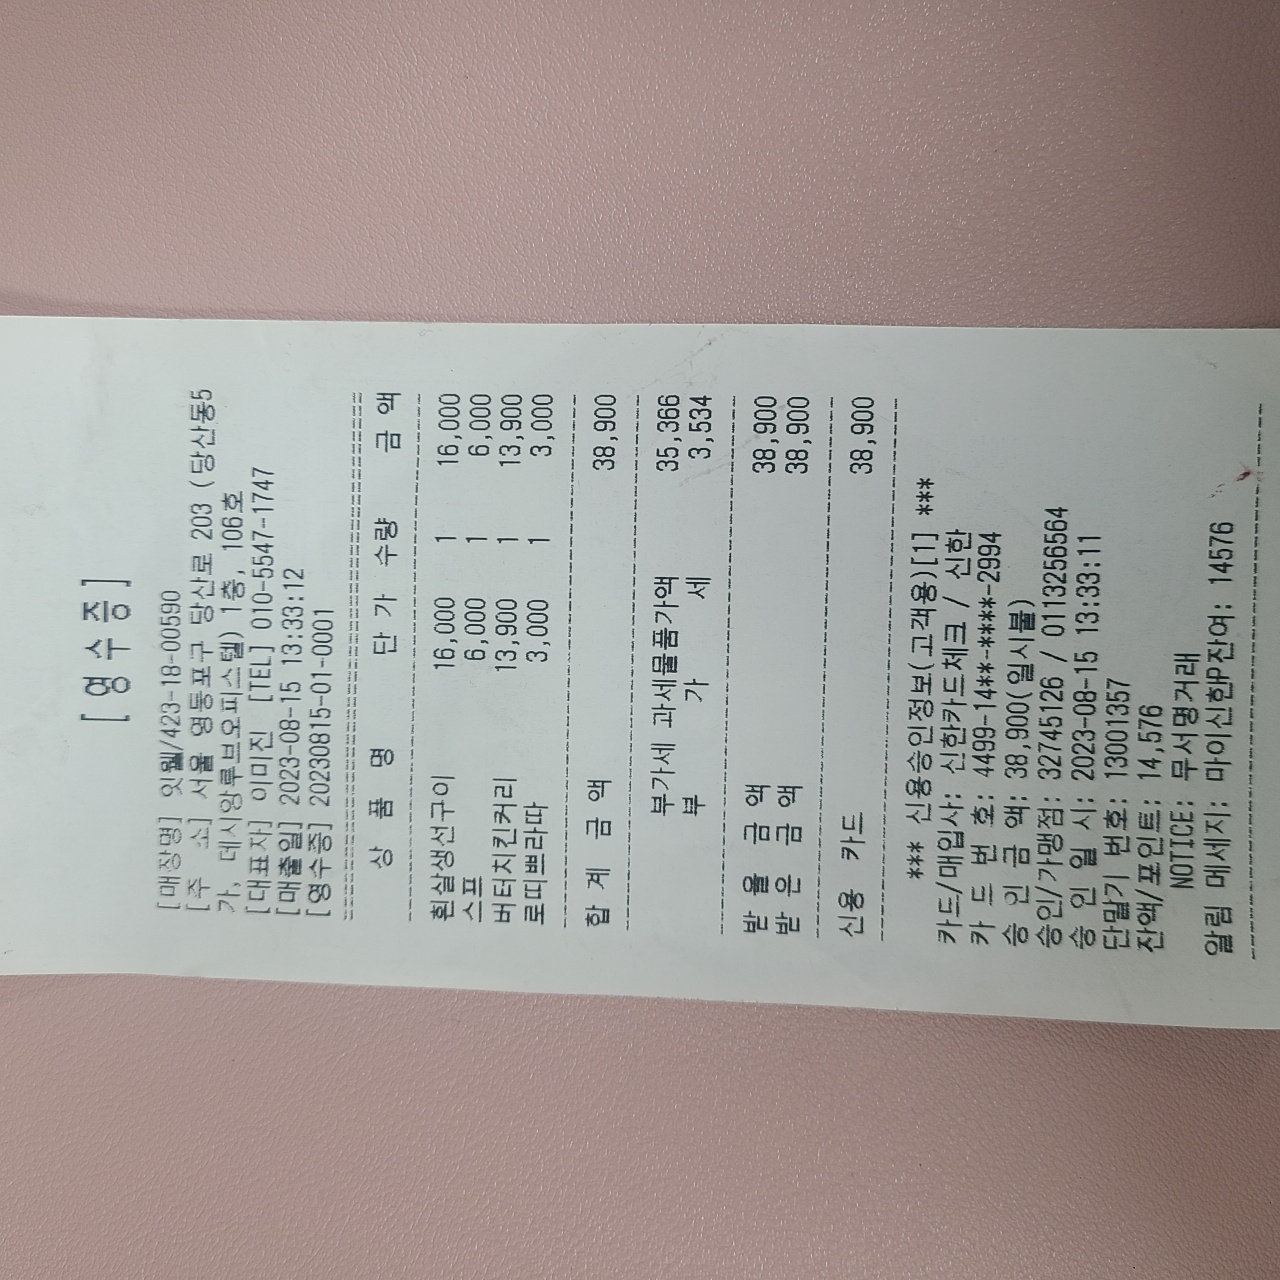 [영수증]
[매장명] 잇월/423-18-00590
[주 소] 서울 영등포구 당산로 203 (당산동5
가, 데시앙루브오피스텔) 1층, 106호
[대표자] 이미진 [TEL] 010-5547-1747
[매출일] 2023-08-15 13:33:12
[영수증] 20230815-01-0001
상 품 명 단 가 수량 금 액
흰살생선구이 16,000 1 16,000
스프 6,000 1 6,000
버터치킨커리 13,900 1 13,900
로띠쁘라따 3,000 1 3,000
합 계 금 액 38,900
부가세 과세물품가액 35,366
부 가 세 3,534
받 을 금 액 38,900
받 은 금 액 38,900
신용 카드 38,900
*** 신용승인정보(고객용)[1] ***
카드/매입사: 신한카드체크 / 신한
카 드 번 호: 4499-14**-****-2994
승 인 금 액: 38,900(일시불)
승인/가맹점: 32745126 / 0113256564
승 인 일 시: 2023-08-15 13:33:11
단말기 번호: 13001357
잔액/포인트: 14,576
NOTICE: 무서명거래
알림 메세지: 마이신한P잔여: 14576